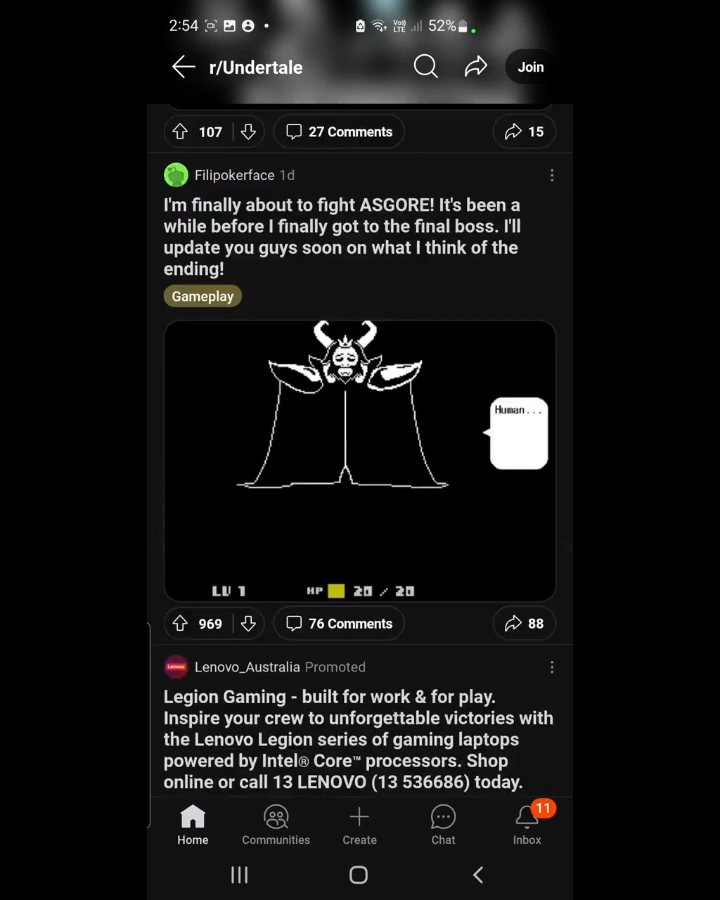 2:54 Vo)) LTE 52%
r/Undertale Join
107 27 Comments 15
Filipokerface 1d
I'm finally about to fight ASGORE! It's been a
while before I finally got to the final boss. I'll
update you guys soon on what I think of the
ending!
Gameplay
Human...
LV 1 HP 20 / 20
969 76 Comments 88
Lenovo
Lenovo_Australia Promoted
Legion Gaming - built for work & for play.
Inspire your crew to unforgettable victories with
the Lenovo Legion series of gaming laptops
powered by Intel® Core™ processors. Shop
online or call 13 LENOVO (13 536686) today.
11
Home Communities Create Chat Inbox